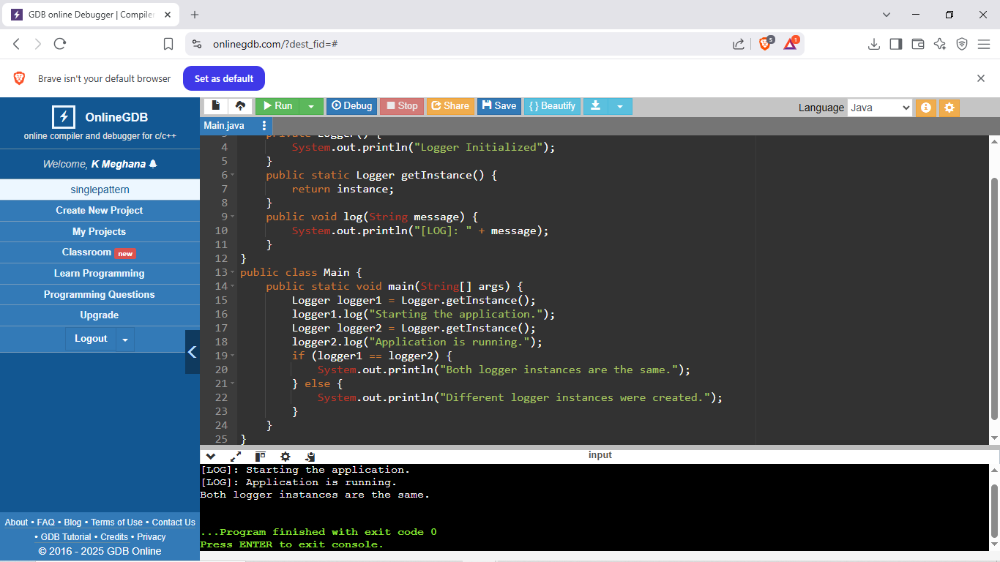 GDB online Debugger | Compiler
onlinegdb.com/?dest_fid=#
5
1
Brave isn't your default browser
Set as default
OnlineGDB
online compiler and debugger for c/c++
Welcome, K Meghana
singlepattern
Create New Project
My Projects
Classroom new
Learn Programming
Programming Questions
Upgrade
Logout
About • FAQ • Blog • Terms of Use • Contact Us
• GDB Tutorial • Credits • Privacy
© 2016 - 2025 GDB Online
Run Debug Stop Share Save { } Beautify
Language Java
Main.java
3 private Logger() {
4 System.out.println("Logger Initialized");
5 }
6 public static Logger getInstance() {
7 return instance;
8 }
9 public void log(String message) {
10 System.out.println("[LOG]: " + message);
11 }
12 }
13 public class Main {
14 public static void main(String[] args) {
15 Logger logger1 = Logger.getInstance();
16 logger1.log("Starting the application.");
17 Logger logger2 = Logger.getInstance();
18 logger2.log("Application is running.");
19 if (logger1 == logger2) {
20 System.out.println("Both logger instances are the same.");
21 } else {
22 System.out.println("Different logger instances were created.");
23 }
24 }
25 }
input
[LOG]: Starting the application.
[LOG]: Application is running.
Both logger instances are the same.
...Program finished with exit code 0
Press ENTER to exit console.